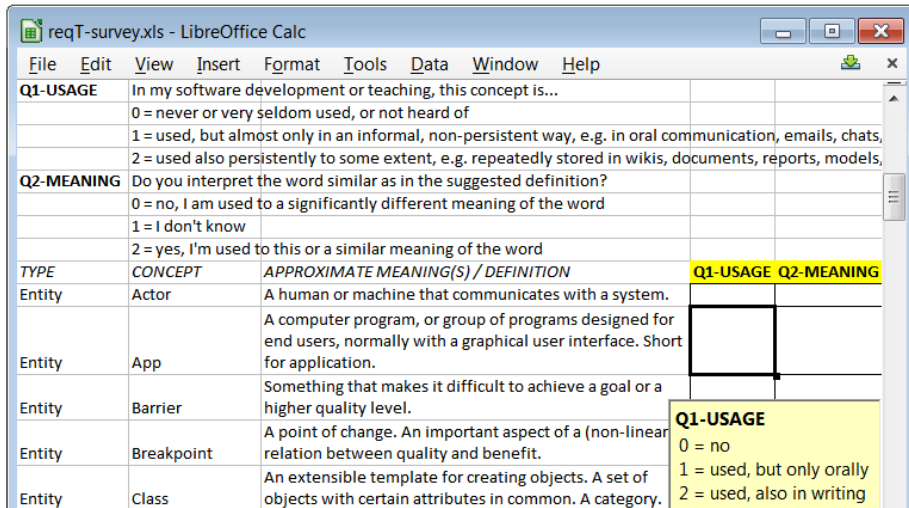 reqT-survey.xls - LibreOffice Calc
File Edit View Insert Format Tools Data Window Help
Q1-USAGE In my software development or teaching, this concept is...
0 = never or very seldom used, or not heard of
1 = used, but almost only in an informal, non-persistent way, e.g. in oral communication, emails, chats,
2 = used also persistently to some extent, e.g. repeatedly stored in wikis, documents, reports, models,
Q2-MEANING Do you interpret the word similar as in the suggested definition?
0 = no, I am used to a significantly different meaning of the word
1 = I don't know
2 = yes, I'm used to this or a similar meaning of the word
TYPE CONCEPT APPROXIMATE MEANING(S) / DEFINITION Q1-USAGE Q2-MEANING
Entity Actor A human or machine that communicates with a system.
A computer program, or group of programs designed for
end users, normally with a graphical user interface. Short
Entity App for application.
Something that makes it difficult to achieve a goal or a
Entity Barrier higher quality level.
A point of change. An important aspect of a (non-linear
Entity Breakpoint relation between quality and benefit.
An extensible template for creating objects. A set of
Entity Class objects with certain attributes in common. A category.
Q1-USAGE
0 = no
1 = used, but only orally
2 = used, also in writing